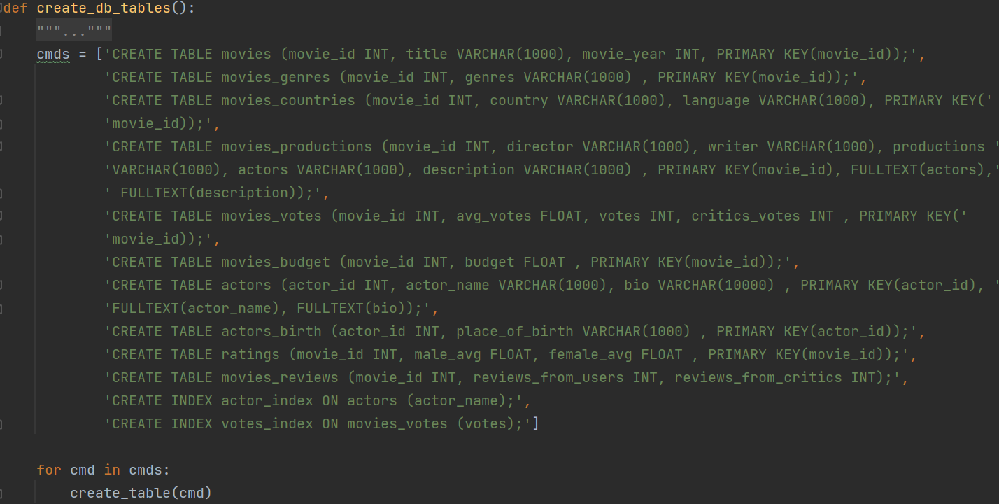 def create_db_tables():
    """..."""
    cmds = ['CREATE TABLE movies (movie_id INT, title VARCHAR(1000), movie_year INT, PRIMARY KEY(movie_id));',
            'CREATE TABLE movies_genres (movie_id INT, genres VARCHAR(1000) , PRIMARY KEY(movie_id));',
            'CREATE TABLE movies_countries (movie_id INT, country VARCHAR(1000), language VARCHAR(1000), PRIMARY KEY('
            'movie_id));',
            'CREATE TABLE movies_productions (movie_id INT, director VARCHAR(1000), writer VARCHAR(1000), productions '
            'VARCHAR(1000), actors VARCHAR(1000), description VARCHAR(1000) , PRIMARY KEY(movie_id), FULLTEXT(actors),'
            ' FULLTEXT(description));',
            'CREATE TABLE movies_votes (movie_id INT, avg_votes FLOAT, votes INT, critics_votes INT , PRIMARY KEY('
            'movie_id));',
            'CREATE TABLE movies_budget (movie_id INT, budget FLOAT , PRIMARY KEY(movie_id));',
            'CREATE TABLE actors (actor_id INT, actor_name VARCHAR(1000), bio VARCHAR(10000) , PRIMARY KEY(actor_id), '
            'FULLTEXT(actor_name), FULLTEXT(bio));',
            'CREATE TABLE actors_birth (actor_id INT, place_of_birth VARCHAR(1000) , PRIMARY KEY(actor_id));',
            'CREATE TABLE ratings (movie_id INT, male_avg FLOAT, female_avg FLOAT , PRIMARY KEY(movie_id));',
            'CREATE TABLE movies_reviews (movie_id INT, reviews_from_users INT, reviews_from_critics INT);',
            'CREATE INDEX actor_index ON actors (actor_name);',
            'CREATE INDEX votes_index ON movies_votes (votes);']
    for cmd in cmds:
        create_table(cmd)